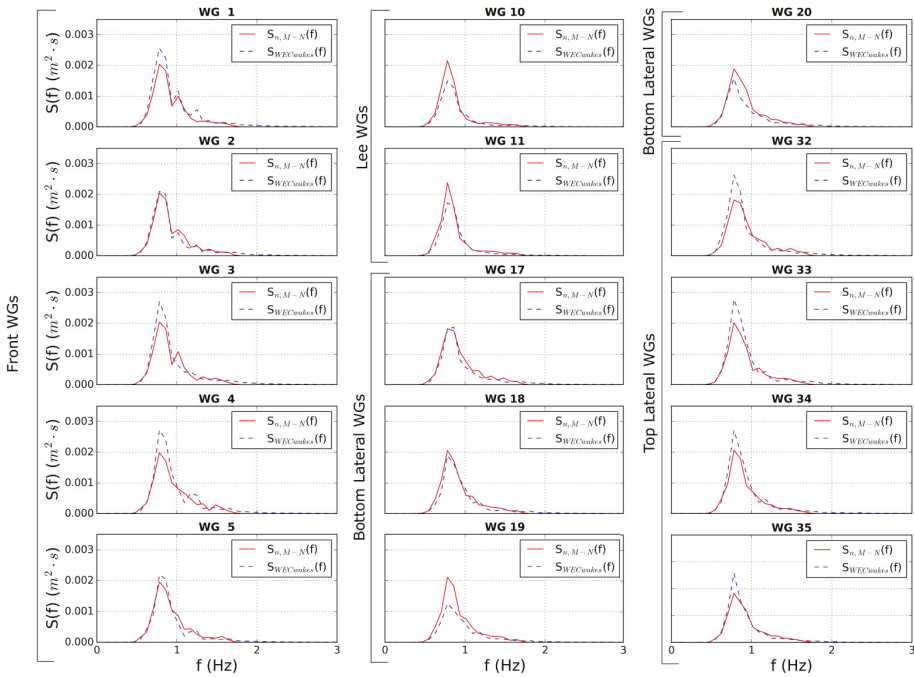 WG 1
WG 10
WG 20
S(f) (m² · s)
0.003
0.002
0.001
0.000
S_{n, M−N}(f)
S_{WECwakes}(f)
S_{n, M−N}(f)
S_{WECwakes}(f)
S_{n, M−N}(f)
S_{WECwakes}(f)
WG 2
WG 11
WG 32
S(f) (m² · s)
0.003
0.002
0.001
0.000
S_{n, M−N}(f)
S_{WECwakes}(f)
S_{n, M−N}(f)
S_{WECwakes}(f)
S_{n, M−N}(f)
S_{WECwakes}(f)
WG 3
WG 17
WG 33
S(f) (m² · s)
0.003
0.002
0.001
0.000
S_{n, M−N}(f)
S_{WECwakes}(f)
S_{n, M−N}(f)
S_{WECwakes}(f)
S_{n, M−N}(f)
S_{WECwakes}(f)
WG 4
WG 18
WG 34
S(f) (m² · s)
0.003
0.002
0.001
0.000
S_{n, M−N}(f)
S_{WECwakes}(f)
S_{n, M−N}(f)
S_{WECwakes}(f)
S_{n, M−N}(f)
S_{WECwakes}(f)
WG 5
WG 19
WG 35
S(f) (m² · s)
0.003
0.002
0.001
0.000
S_{n, M−N}(f)
S_{WECwakes}(f)
S_{n, M−N}(f)
S_{WECwakes}(f)
S_{n, M−N}(f)
S_{WECwakes}(f)
0 1 2 3
0 1 2 3
0 1 2 3
f (Hz)
f (Hz)
f (Hz)
Front WGs
Lee WGs
Bottom Lateral WGs
Bottom Lateral WGs
Top Lateral WGs